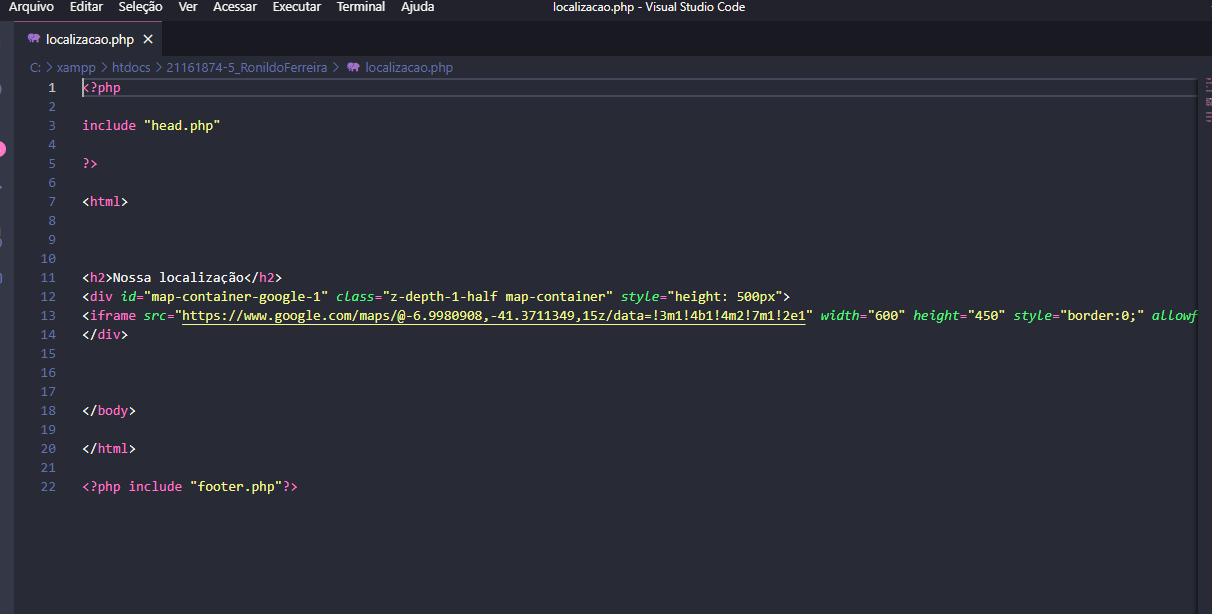 Arquivo Editar Seleção Ver Acessar Executar Terminal Ajuda localizacao.php - Visual Studio Code
localizacao.php
C: > xampp > htdocs > 21161874-5_RonildoFerreira > localizacao.php
1 <?php
2
3 include "head.php"
4
5 ?>
6
7 <html>
8
9
10
11 <h2>Nossa localização</h2>
12 <div id="map-container-google-1" class="z-depth-1-half map-container" style="height: 500px">
13 <iframe src="https://www.google.com/maps/@-6.9980908,-41.3711349,15z/data=!3m1!4b1!4m2!7m1!2e1" width="600" height="450" style="border:0;" allowf
14 </div>
15
16
17
18 </body>
19
20 </html>
21
22 <?php include "footer.php"?>